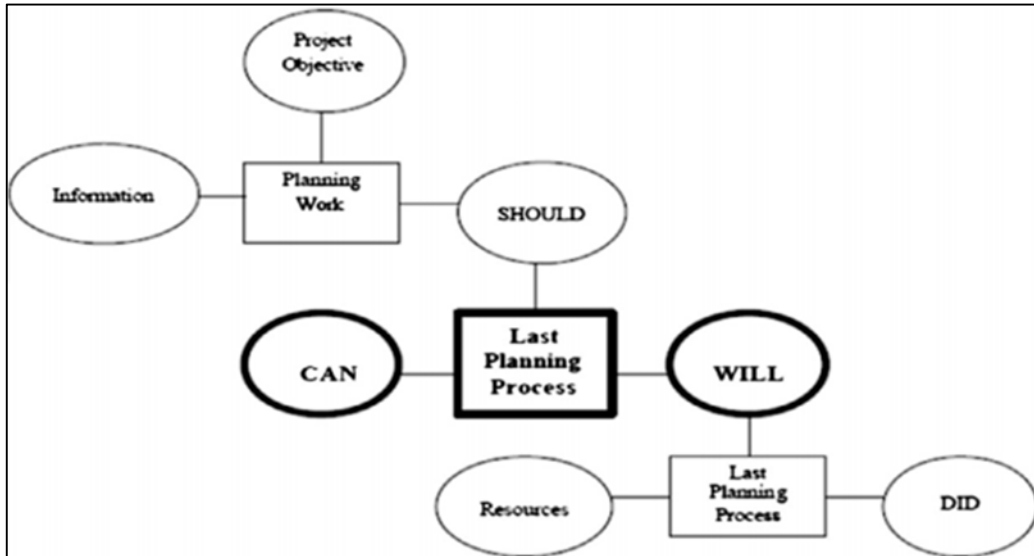 Project
Objective
Information
Planning
Work
SHOULD
CAN
Last
Planning
Process
WILL
Resources
Last
Planning
Process
DID